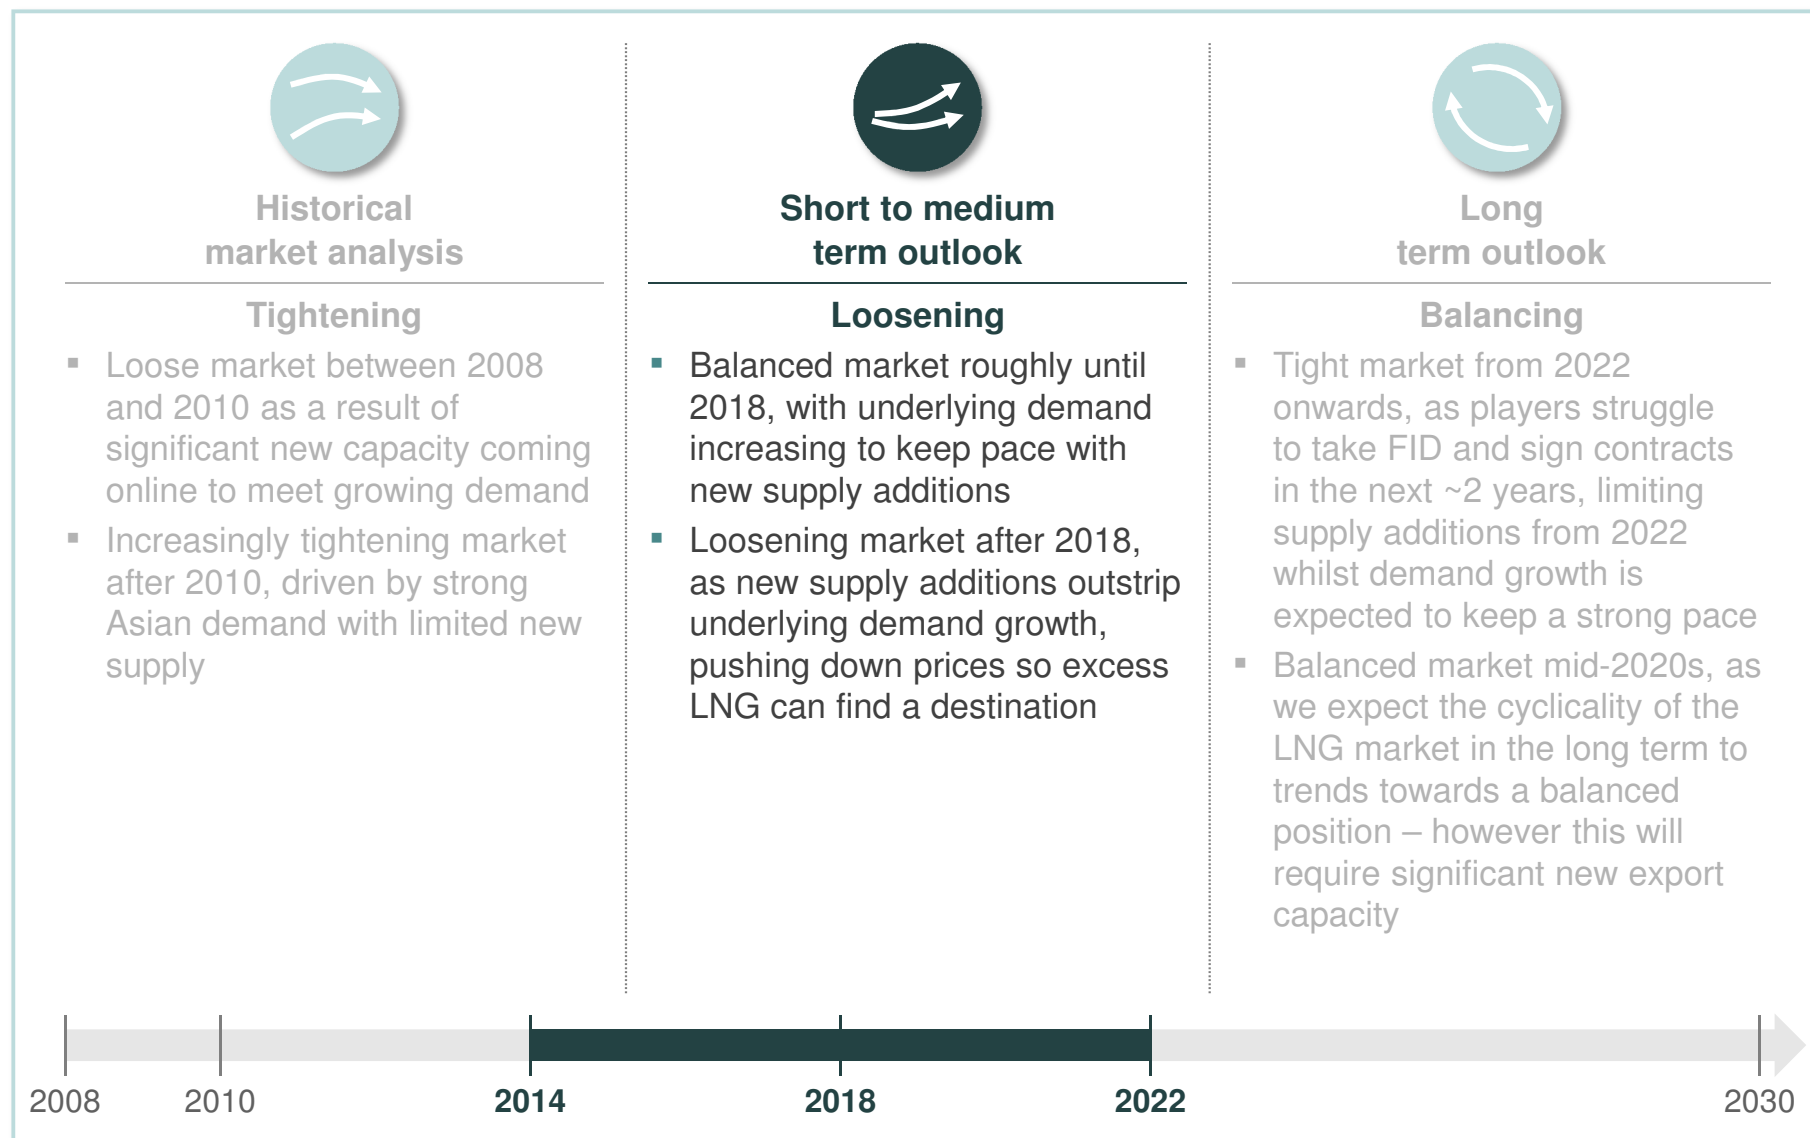 Historical
market analysis
Tightening
▪ Loose market between 2008
and 2010 as a result of
significant new capacity coming
online to meet growing demand
▪ Increasingly tightening market
after 2010, driven by strong
Asian demand with limited new
supply
Short to medium
term outlook
Loosening
▪ Balanced market roughly until
2018, with underlying demand
increasing to keep pace with
new supply additions
▪ Loosening market after 2018,
as new supply additions outstrip
underlying demand growth,
pushing down prices so excess
LNG can find a destination
Long
term outlook
Balancing
▪ Tight market from 2022
onwards, as players struggle
to take FID and sign contracts
in the next ~2 years, limiting
supply additions from 2022
whilst demand growth is
expected to keep a strong pace
▪ Balanced market mid-2020s, as
we expect the cyclicality of the
LNG market in the long term to
trends towards a balanced
position – however this will
require significant new export
capacity
2008 2010 2014 2018 2022 2030